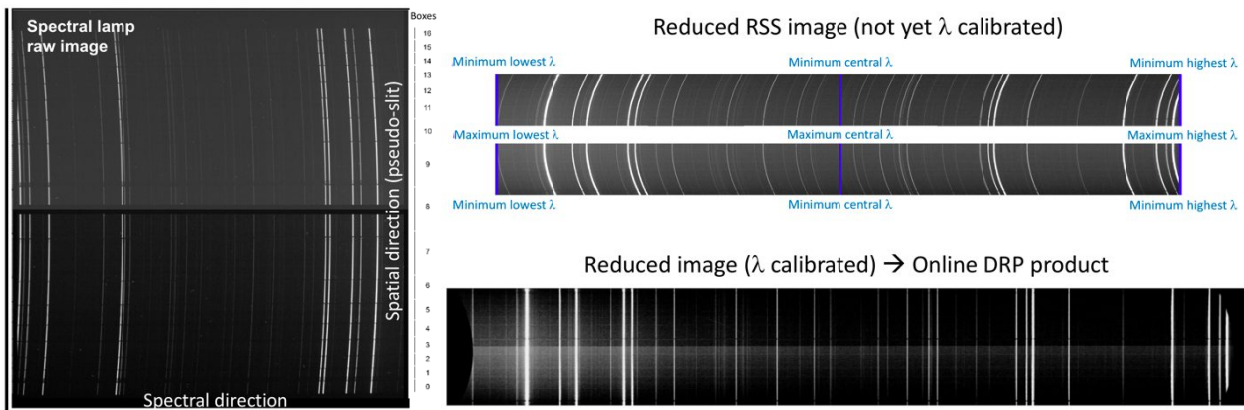 Spectral lamp
raw image
Spatial direction (pseudo-slit)
Spectral direction
Boxes
16
15
14
13
12
11
10
9
8
7
6
5
4
3
2
1
0
Reduced RSS image (not yet λ calibrated)
Minimum lowest λ Minimum central λ Minimum highest λ
Maximum lowest λ Maximum central λ Maximum highest λ
Minimum lowest λ Minimum central λ Minimum highest λ
Reduced image (λ calibrated) → Online DRP product